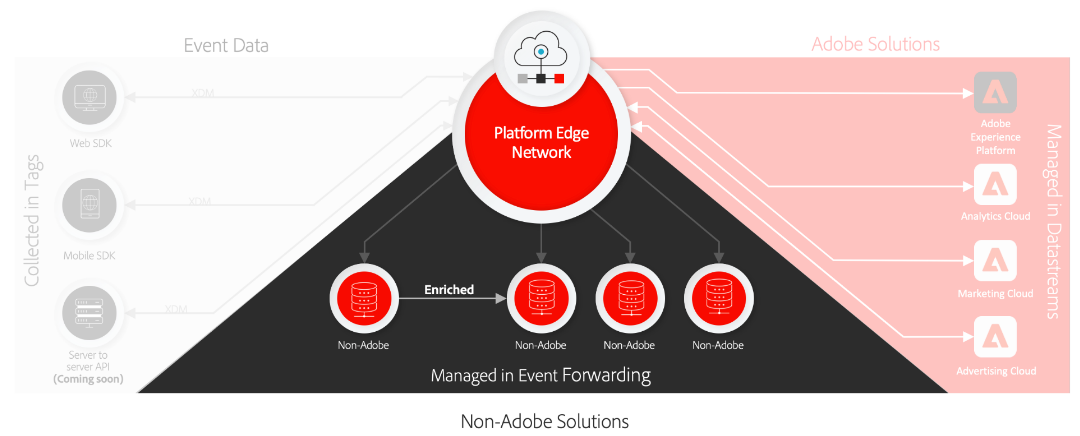 Event Data
Adobe Solutions
Collected in Tags
XDM
Web SDK
XDM
Mobile SDK
XDM
Server to
server API
(Coming soon)
Platform Edge
Network
Adobe
Experience
Platform
Analytics Cloud
Marketing Cloud
Advertising Cloud
Managed in Datastreams
Enriched
Non-Adobe
Non-Adobe
Non-Adobe
Non-Adobe
Managed in Event Forwarding
Non-Adobe Solutions